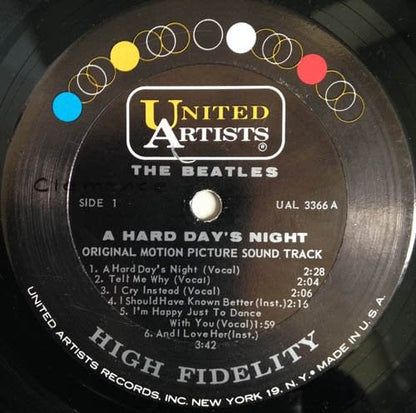 UNITED
ARTISTS
®
THE BEATLES
SIDE 1
UAL 3366 A
A HARD DAY'S NIGHT
ORIGINAL MOTION PICTURE SOUND TRACK
1. A Hard Day's Night (Vocal) 2:28
2. Tell Me Why (Vocal) 2:04
3. I Cry Instead (Vocal) 2:06
4. I Should Have Known Better (Inst.) 2:16
5. I'm Happy Just To Dance
With You (Vocal) 1:59
6. And I Love Her (Inst.)
3:42
HIGH FIDELITY
UNITED ARTISTS RECORDS, INC. NEW YORK 19, N.Y. • MADE IN U.S.A.